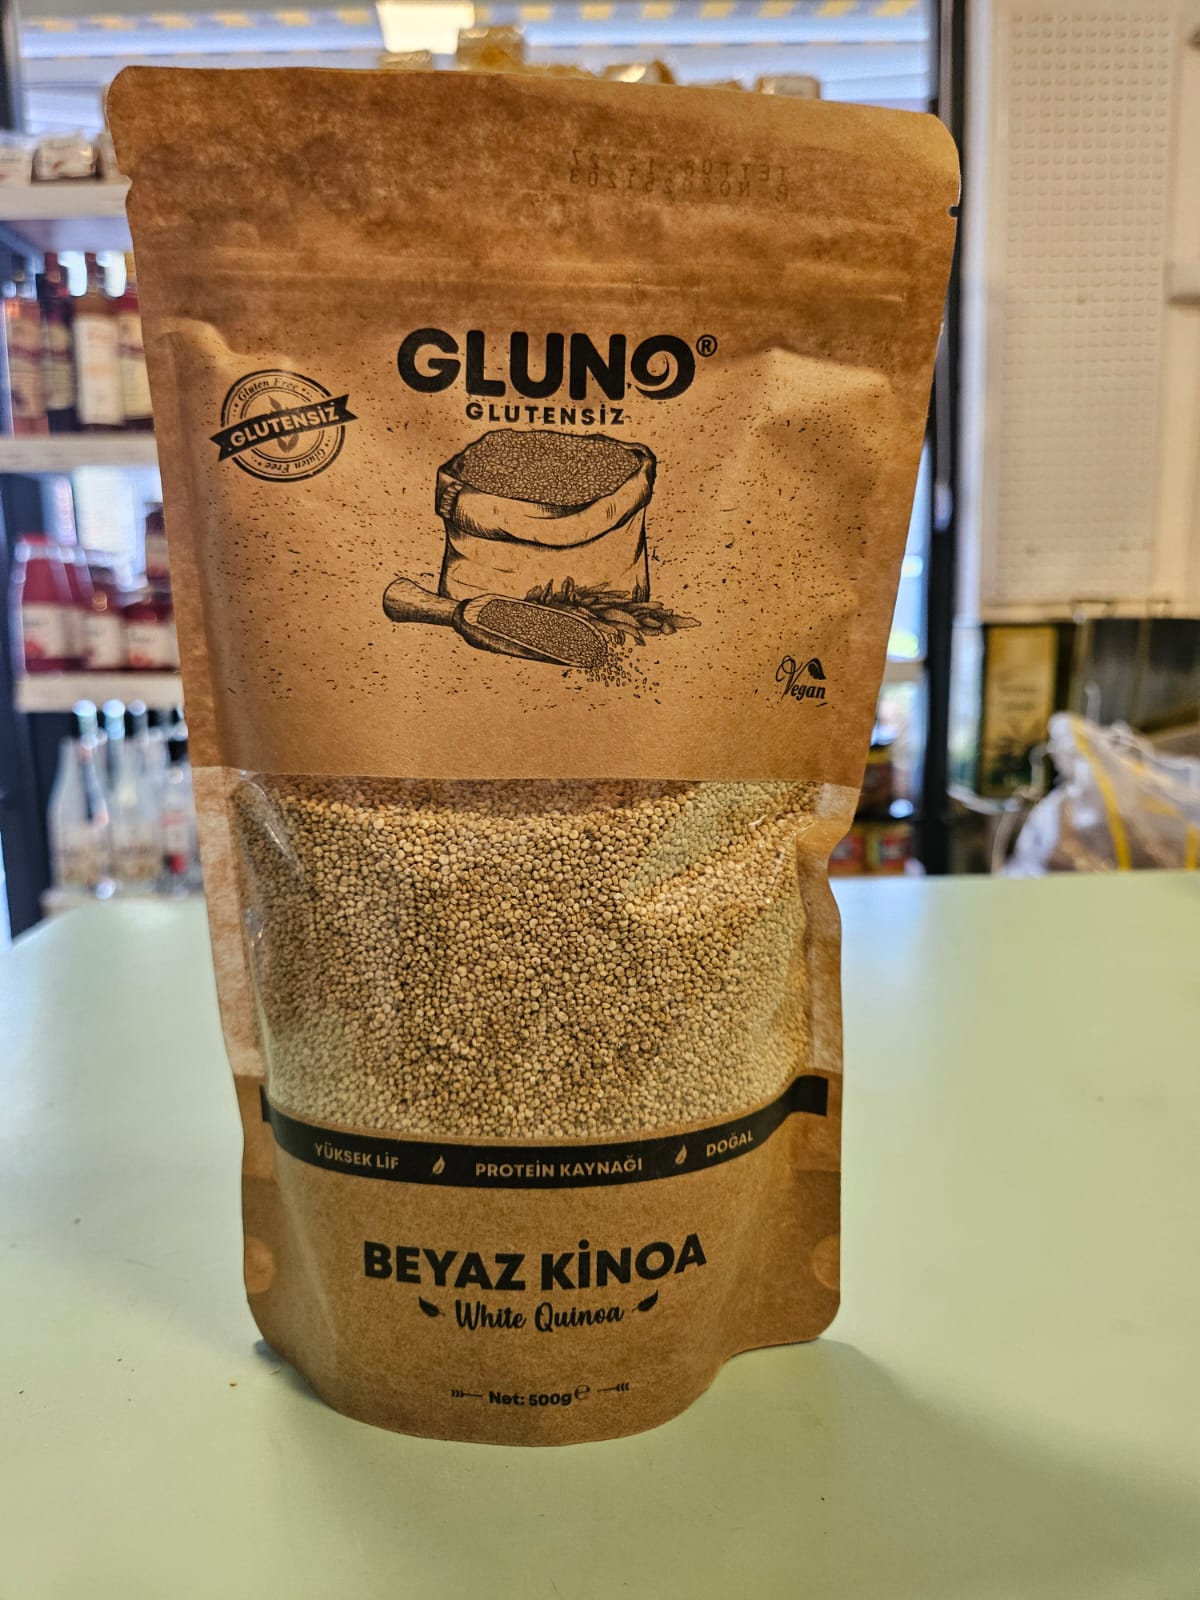 GLUNO®
GLUTENSİZ
Gluten Free
GLUTENSİZ
Gluten Free
Vegan
YÜKSEK LİF PROTEİN KAYNAĞI DOĞAL
BEYAZ KİNOA
White Quinoa
Net: 500g℮